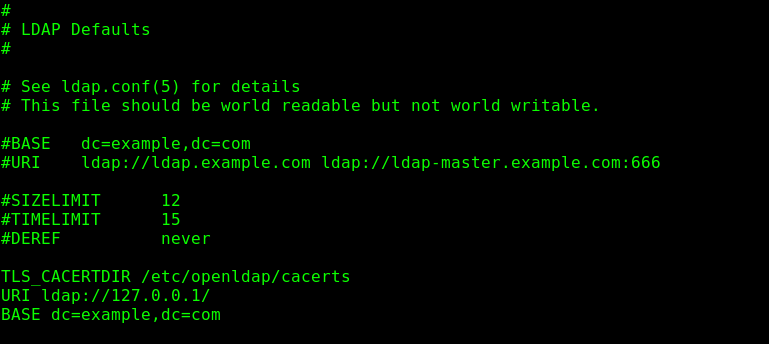 #
# LDAP Defaults
#
# See ldap.conf(5) for details
# This file should be world readable but not world writable.
#BASE   dc=example,dc=com
#URI    ldap://ldap.example.com ldap://ldap-master.example.com:666
#SIZELIMIT      12
#TIMELIMIT      15
#DEREF          never
TLS_CACERTDIR /etc/openldap/cacerts
URI ldap://127.0.0.1/
BASE dc=example,dc=com